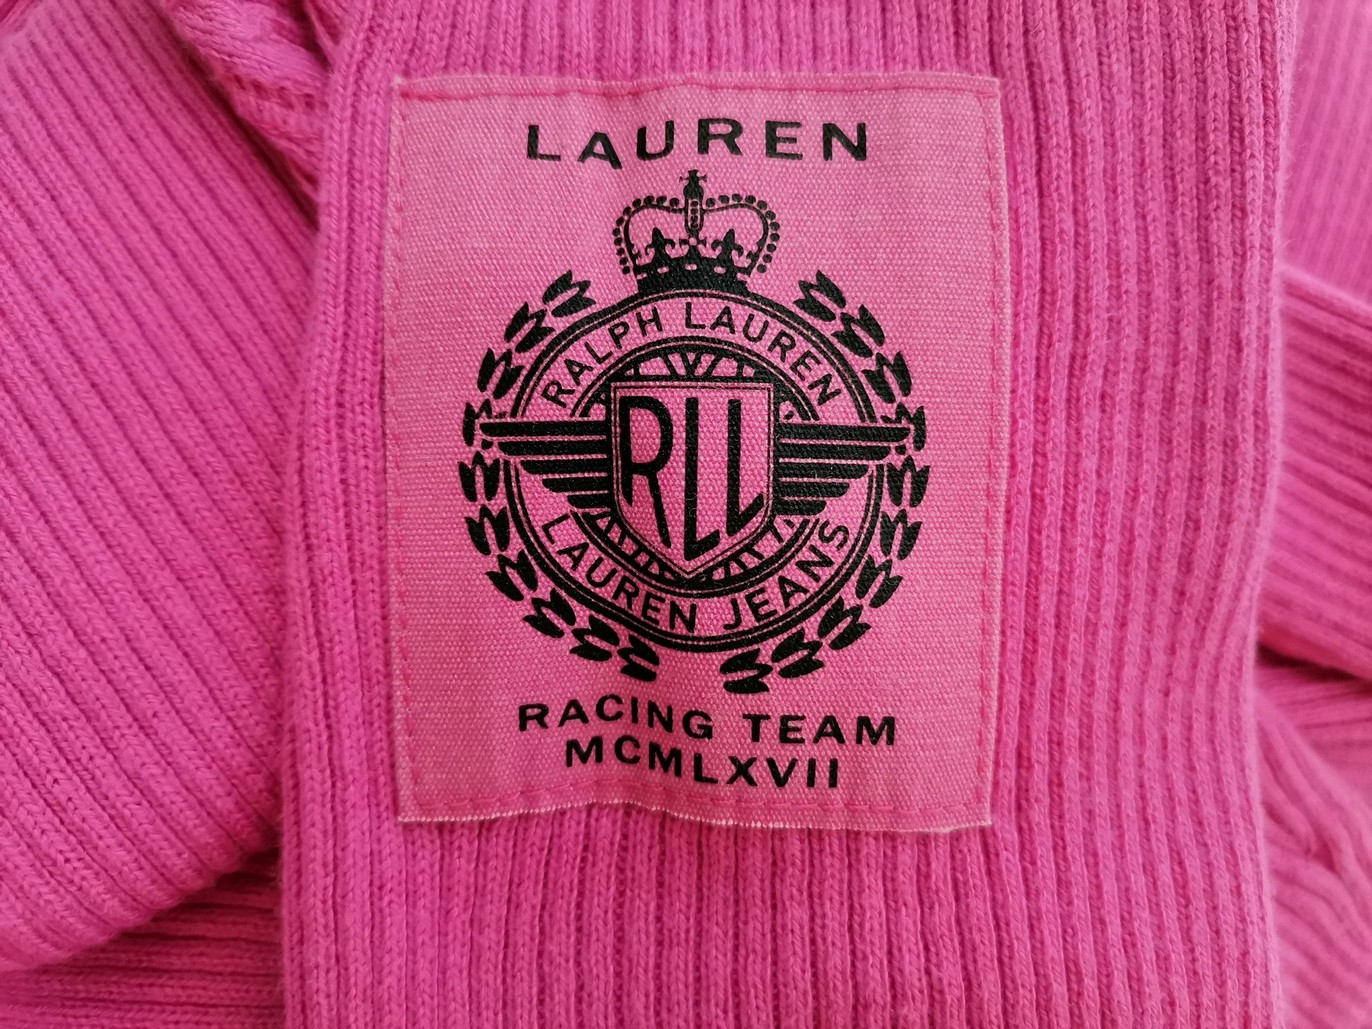 LAUREN
RALPH LAUREN
RLL
LAUREN JEANS
RACING TEAM
MCMLXVII